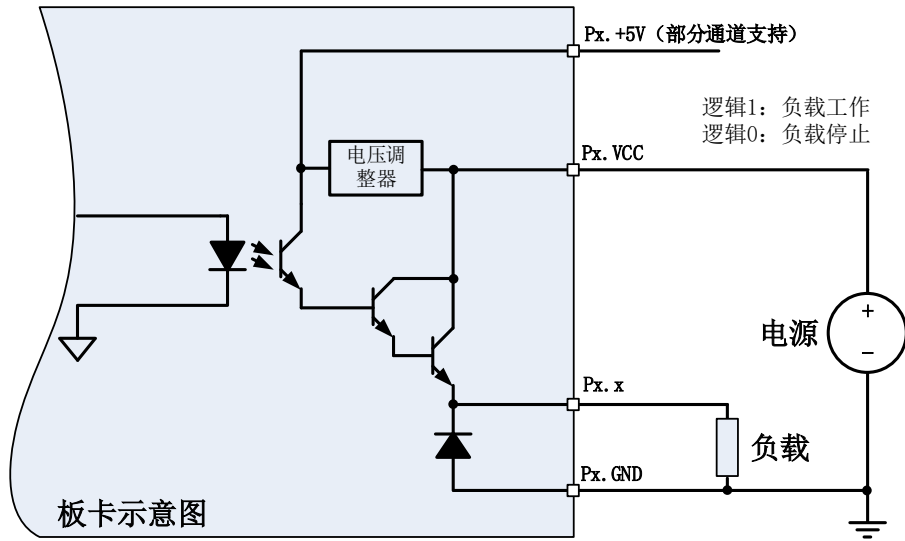 Px.+5V（部分通道支持）
逻辑1：负载工作
逻辑0：负载停止
Px.VCC
电压调
整器
电源
+
−
Px.x
负载
Px.GND
板卡示意图